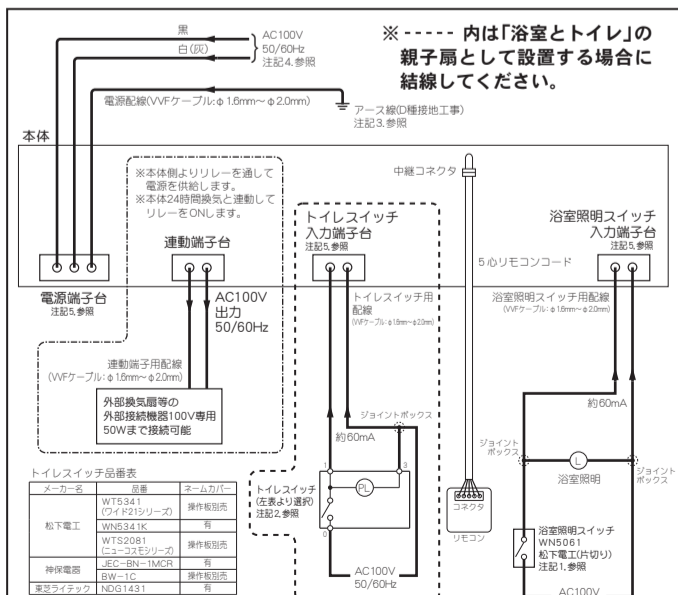 黒
白(灰)
AC100V
50/60Hz
注記4.参照
※ ----- 内は｢浴室とトイレ｣の
親子扇として設置する場合に
結線してください。
電源配線(VVFケーブル:φ1.6mm〜φ2.0mm)
アース線(D種接地工事)
注記3.参照
本体
※本体側よりリレーを通して
電源を供給します。
※本体24時間換気と連動して
リレーをONします。
中継コネクタ
トイレスイッチ
入力端子台
注記5.参照
浴室照明スイッチ
入力端子台
注記5.参照
連動端子台
5心リモコンコード
電源端子台
注記5.参照
AC100V
出力
50/60Hz
トイレスイッチ用
配線
(VVFケーブル:φ1.6mm〜φ2.0mm)
浴室照明スイッチ用配線
(VVFケーブル:φ1.6mm〜φ2.0mm)
連動端子用配線
(VVFケーブル:φ1.6mm〜φ2.0mm)
外部換気扇等の
外部接続機器100V専用
50Wまで接続可能
ジョイントボックス
約60mA
約60mA
ジョイント
ボックス
L
浴室照明
ジョイント
ボックス
トイレスイッチ品番表
メーカー名 品番 ネームカバー
松下電工 WT5341 (ワイド21シリーズ) 操作板別売
WN5341K 有
WTS2081 (ニューコスモシリーズ) 操作板別売
神保電器 JEC-BN-1MCR 有
BW-1C 操作板別売
東芝ライテック NDG1431 有
トイレスイッチ
(左表より選択)
注記2.参照
1
3
PL
0
AC100V
50/60Hz
コネクタ
リモコン
浴室照明スイッチ
WN5061
松下電工(片切り)
注記1.参照
AC100V